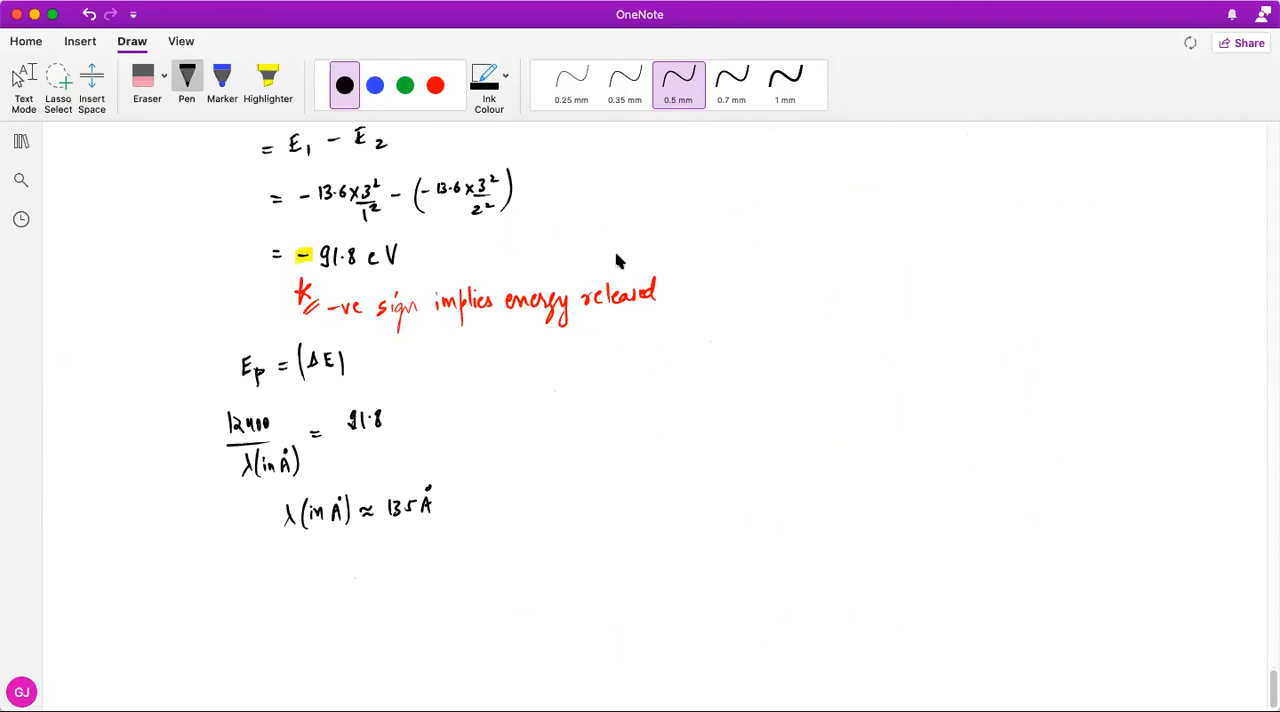 OneNote
Home Insert Draw View
Share
Text Mode
Lasso Select
Insert Space
Eraser
Pen
Marker
Highlighter
Ink Colour
0.25 mm
0.35 mm
0.5 mm
0.7 mm
1 mm
= E₁ - E₂
= -13.6×3²/1² - (-13.6×3²/2²)
= -91.8 eV
-ve sign implies energy released
Eₚ = |ΔE|
12400/λ(in Å) = 91.8
λ(in Å) ≈ 135 Å
GJ